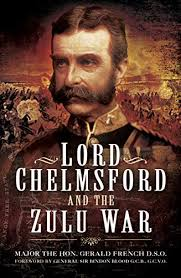 LORD
CHELMSFORD
AND THE
ZULU WAR
MAJOR THE HON. GERALD FRENCH D.S.O.
FOREWORD BY GENERAL SIR BINDON BLOOD G.C.B., G.C.V.O.